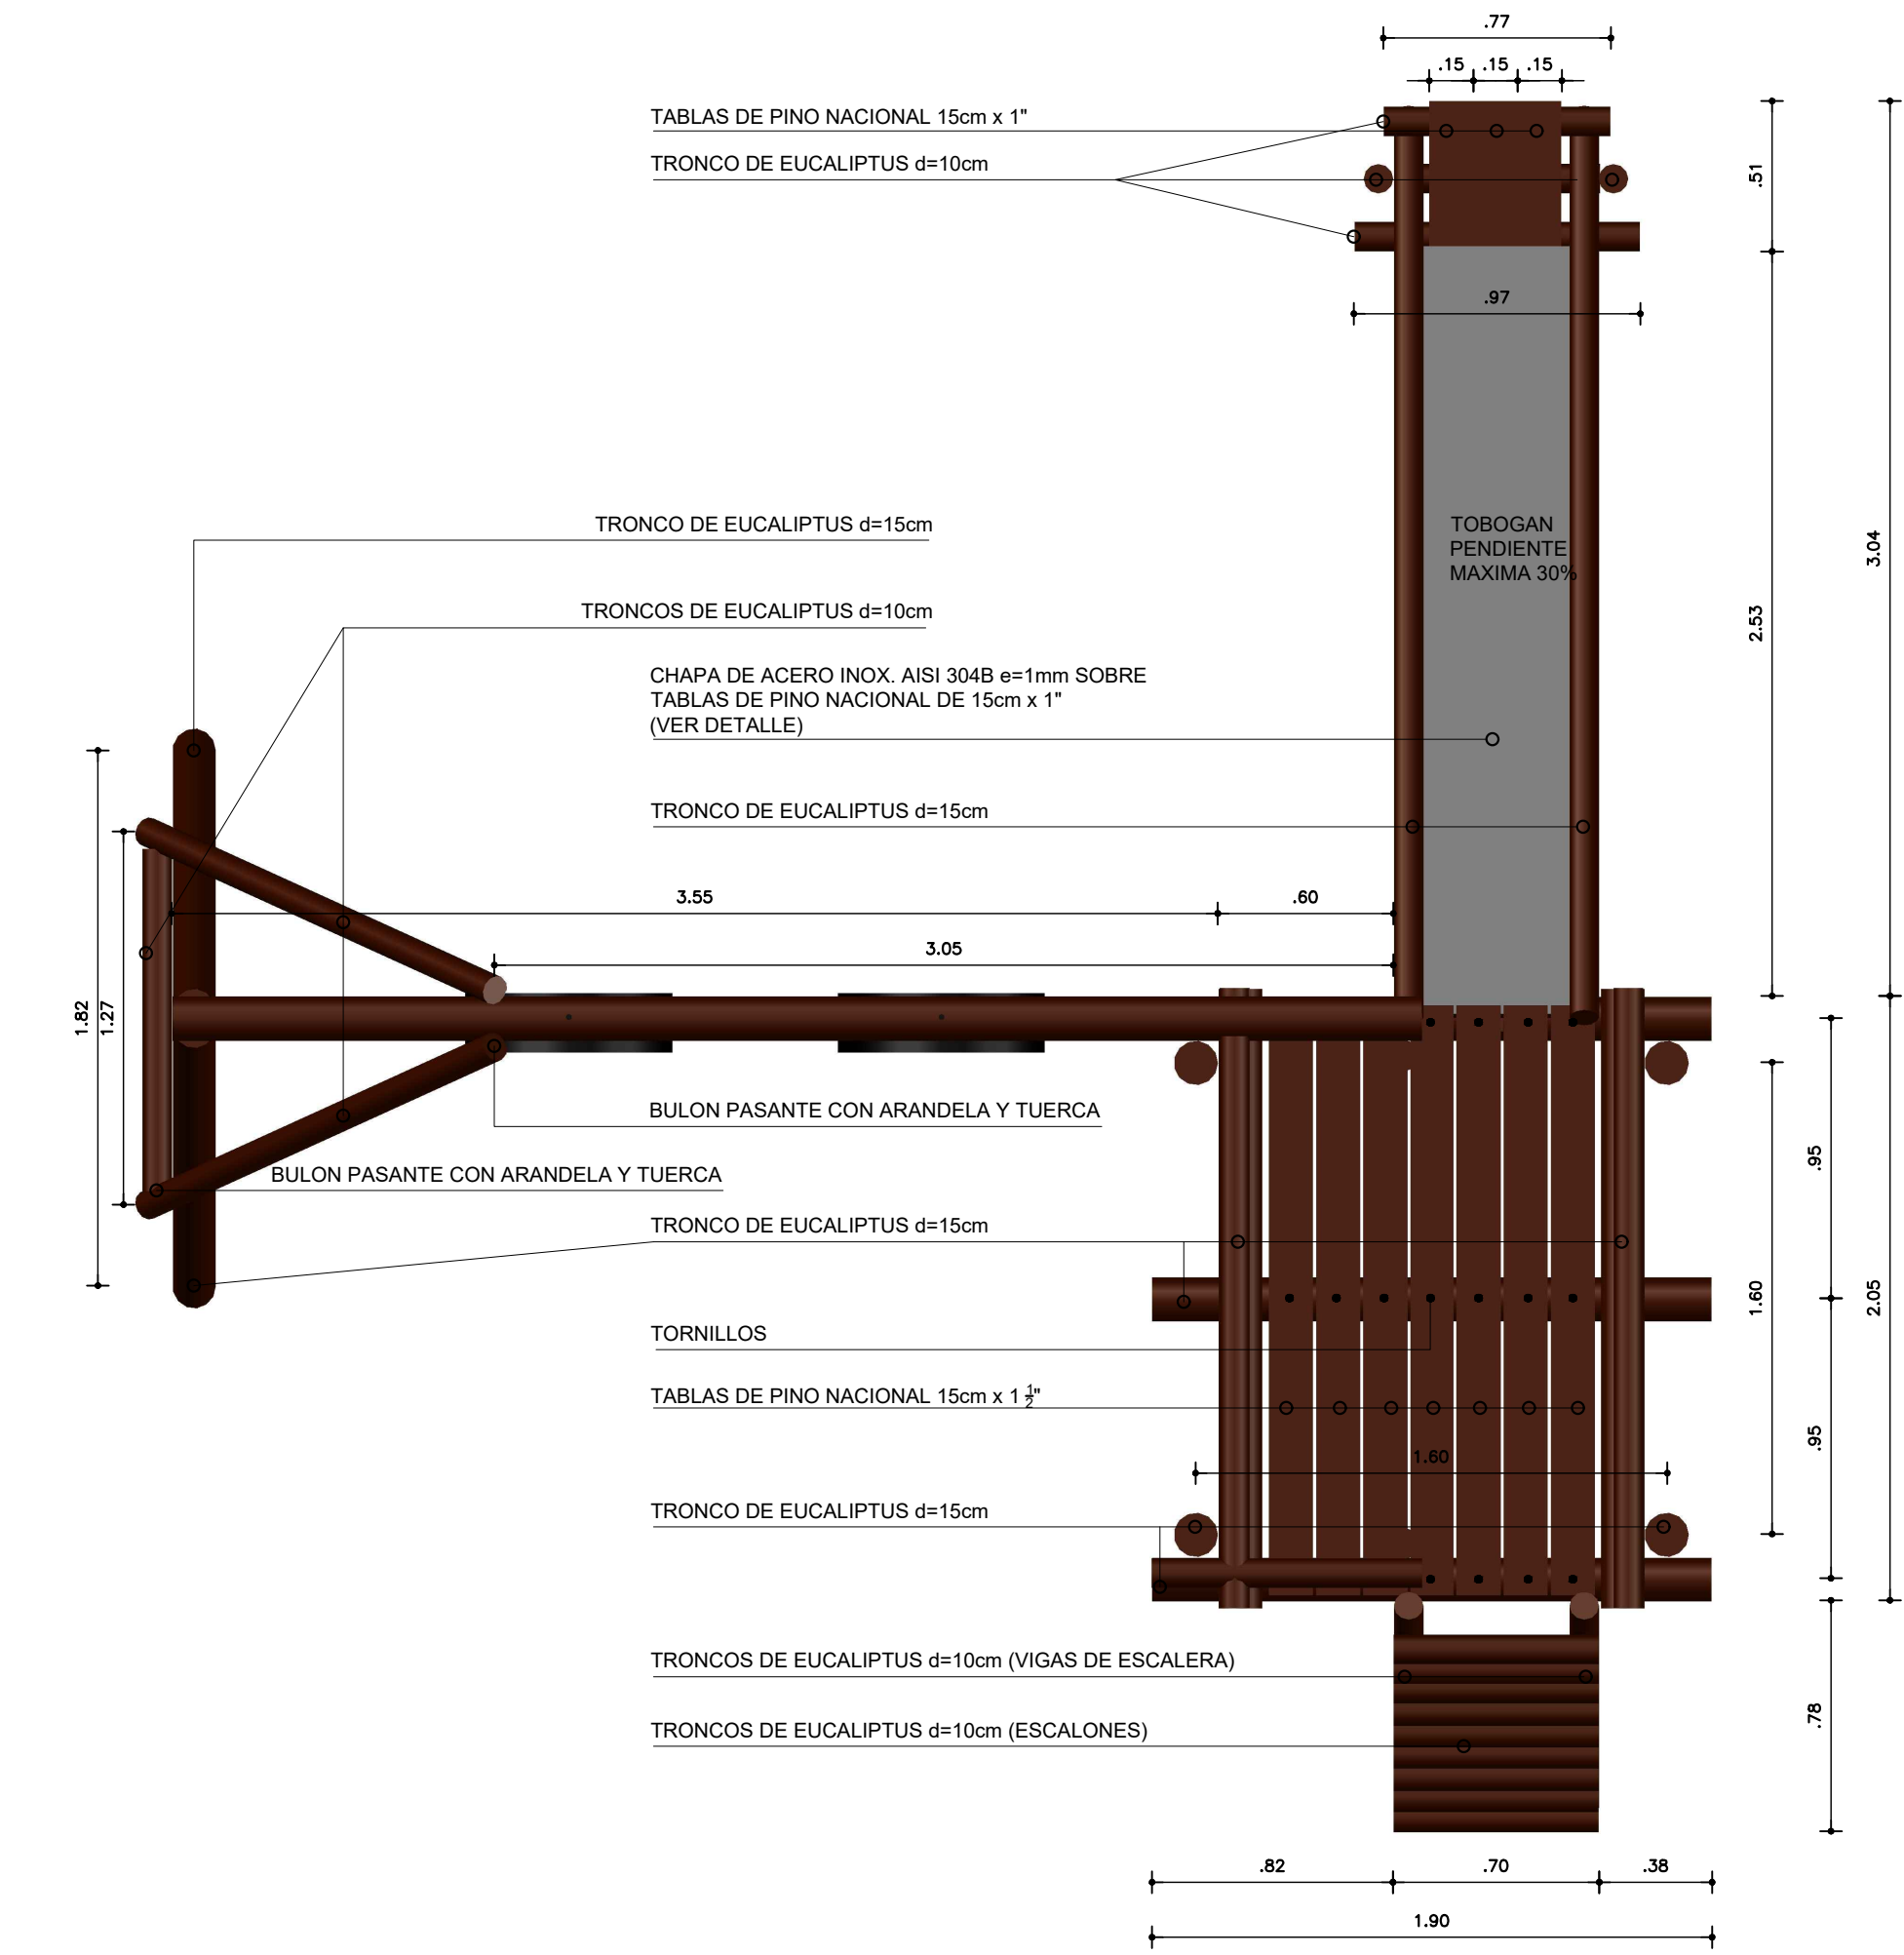 .77
.15 .15 .15
TABLAS DE PINO NACIONAL 15cm x 1"
TRONCO DE EUCALIPTUS d=10cm
.51
.97
TRONCO DE EUCALIPTUS d=15cm
TOBOGAN
PENDIENTE
MAXIMA 30%
3.04
TRONCOS DE EUCALIPTUS d=10cm
2.53
CHAPA DE ACERO INOX. AISI 304B e=1mm SOBRE
TABLAS DE PINO NACIONAL DE 15cm x 1"
(VER DETALLE)
TRONCO DE EUCALIPTUS d=15cm
3.55
.60
3.05
1.82
1.27
BULON PASANTE CON ARANDELA Y TUERCA
.95
BULON PASANTE CON ARANDELA Y TUERCA
TRONCO DE EUCALIPTUS d=15cm
1.60
2.05
TORNILLOS
TABLAS DE PINO NACIONAL 15cm x 1 1/2"
.95
1.60
TRONCO DE EUCALIPTUS d=15cm
TRONCOS DE EUCALIPTUS d=10cm (VIGAS DE ESCALERA)
.78
TRONCOS DE EUCALIPTUS d=10cm (ESCALONES)
.82
.70
.38
1.90